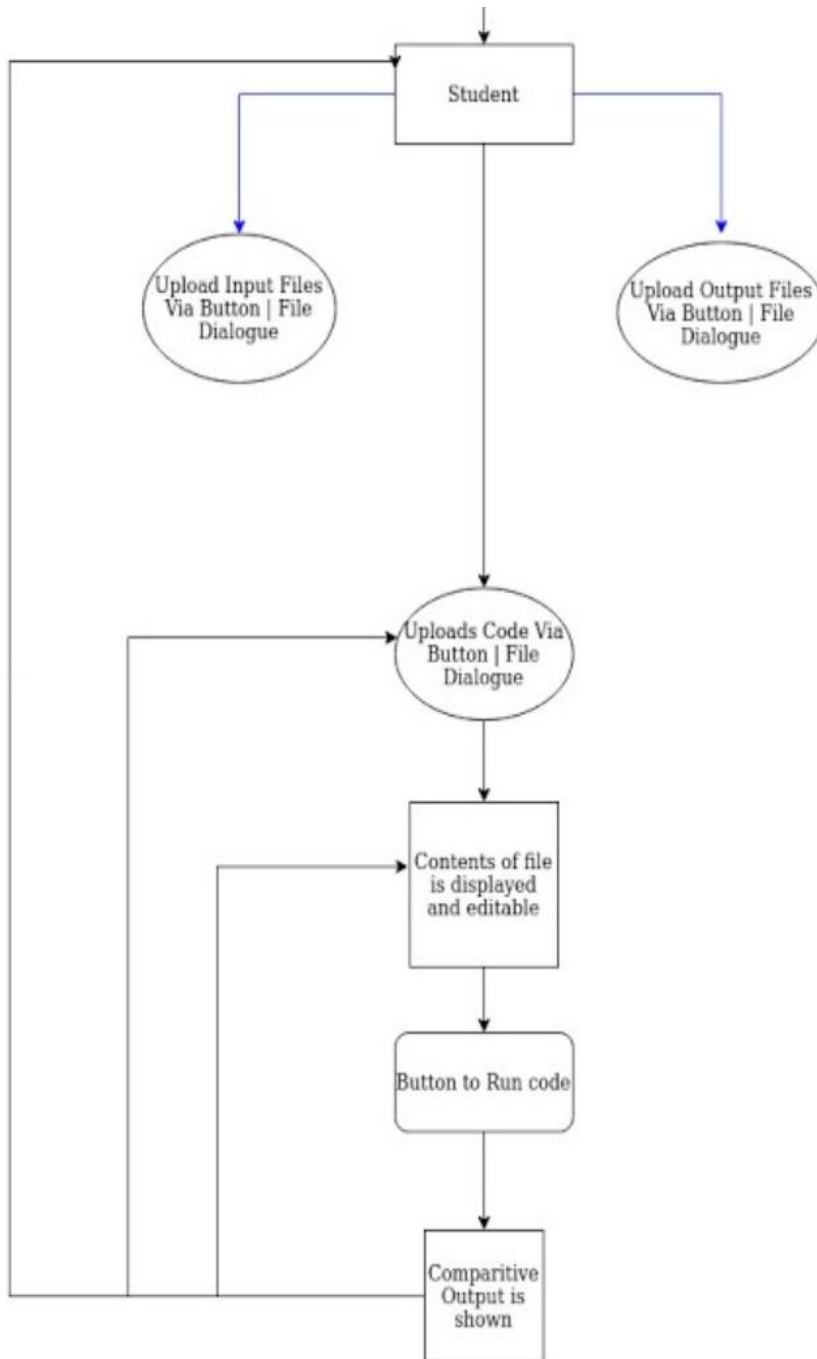 Student
Upload Input Files
Via Button | File
Dialogue
Upload Output Files
Via Button | File
Dialogue
Uploads Code Via
Button | File
Dialogue
Contents of file
is displayed
and editable
Button to Run code
Comparitive
Output is
shown